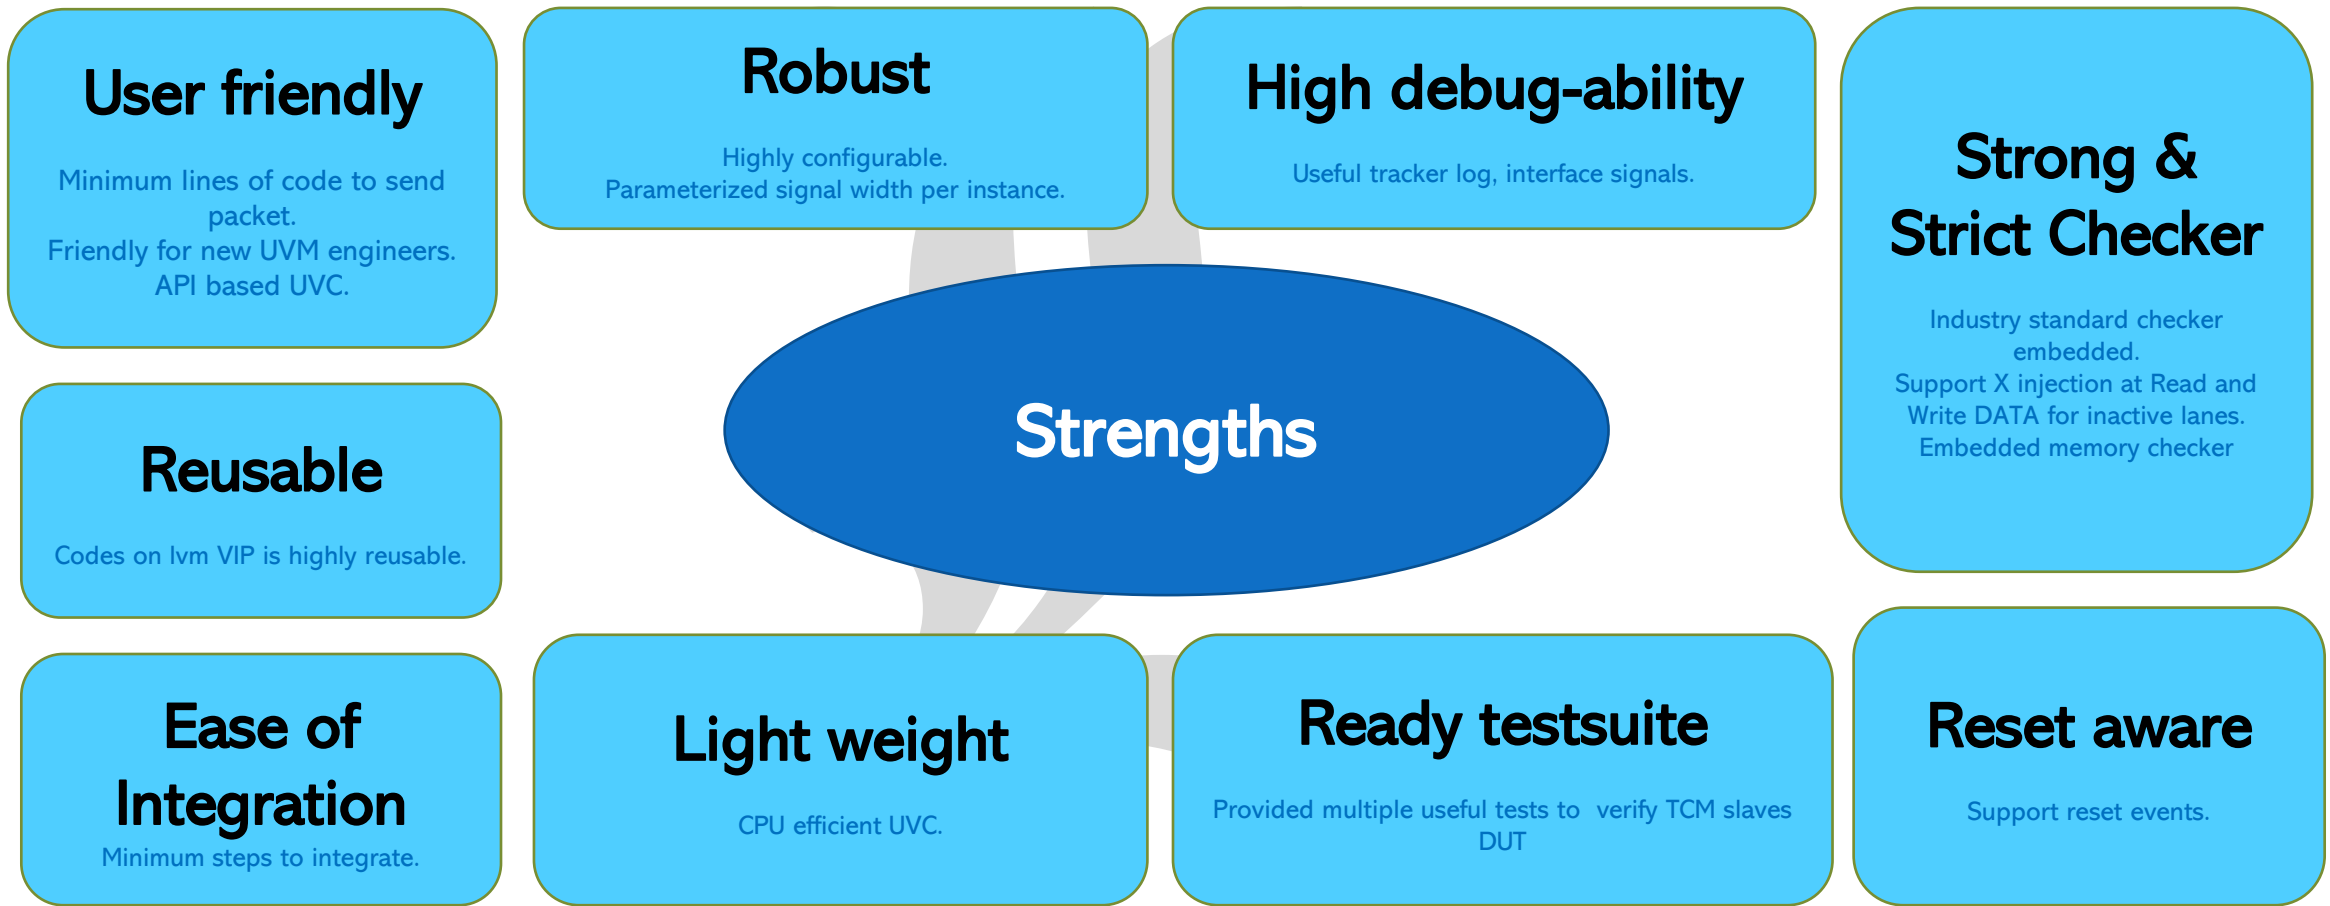 User friendly
Minimum lines of code to send
packet.
Friendly for new UVM engineers.
API based UVC.
Robust
Highly configurable.
Parameterized signal width per instance.
High debug-ability
Useful tracker log, interface signals.
Strong &
Strict Checker
Industry standard checker
embedded.
Support X injection at Read and
Write DATA for inactive lanes.
Embedded memory checker
Strengths
Reusable
Codes on lvm VIP is highly reusable.
Ease of
Integration
Minimum steps to integrate.
Light weight
CPU efficient UVC.
Ready testsuite
Provided multiple useful tests to  verify TCM slaves
DUT
Reset aware
Support reset events.